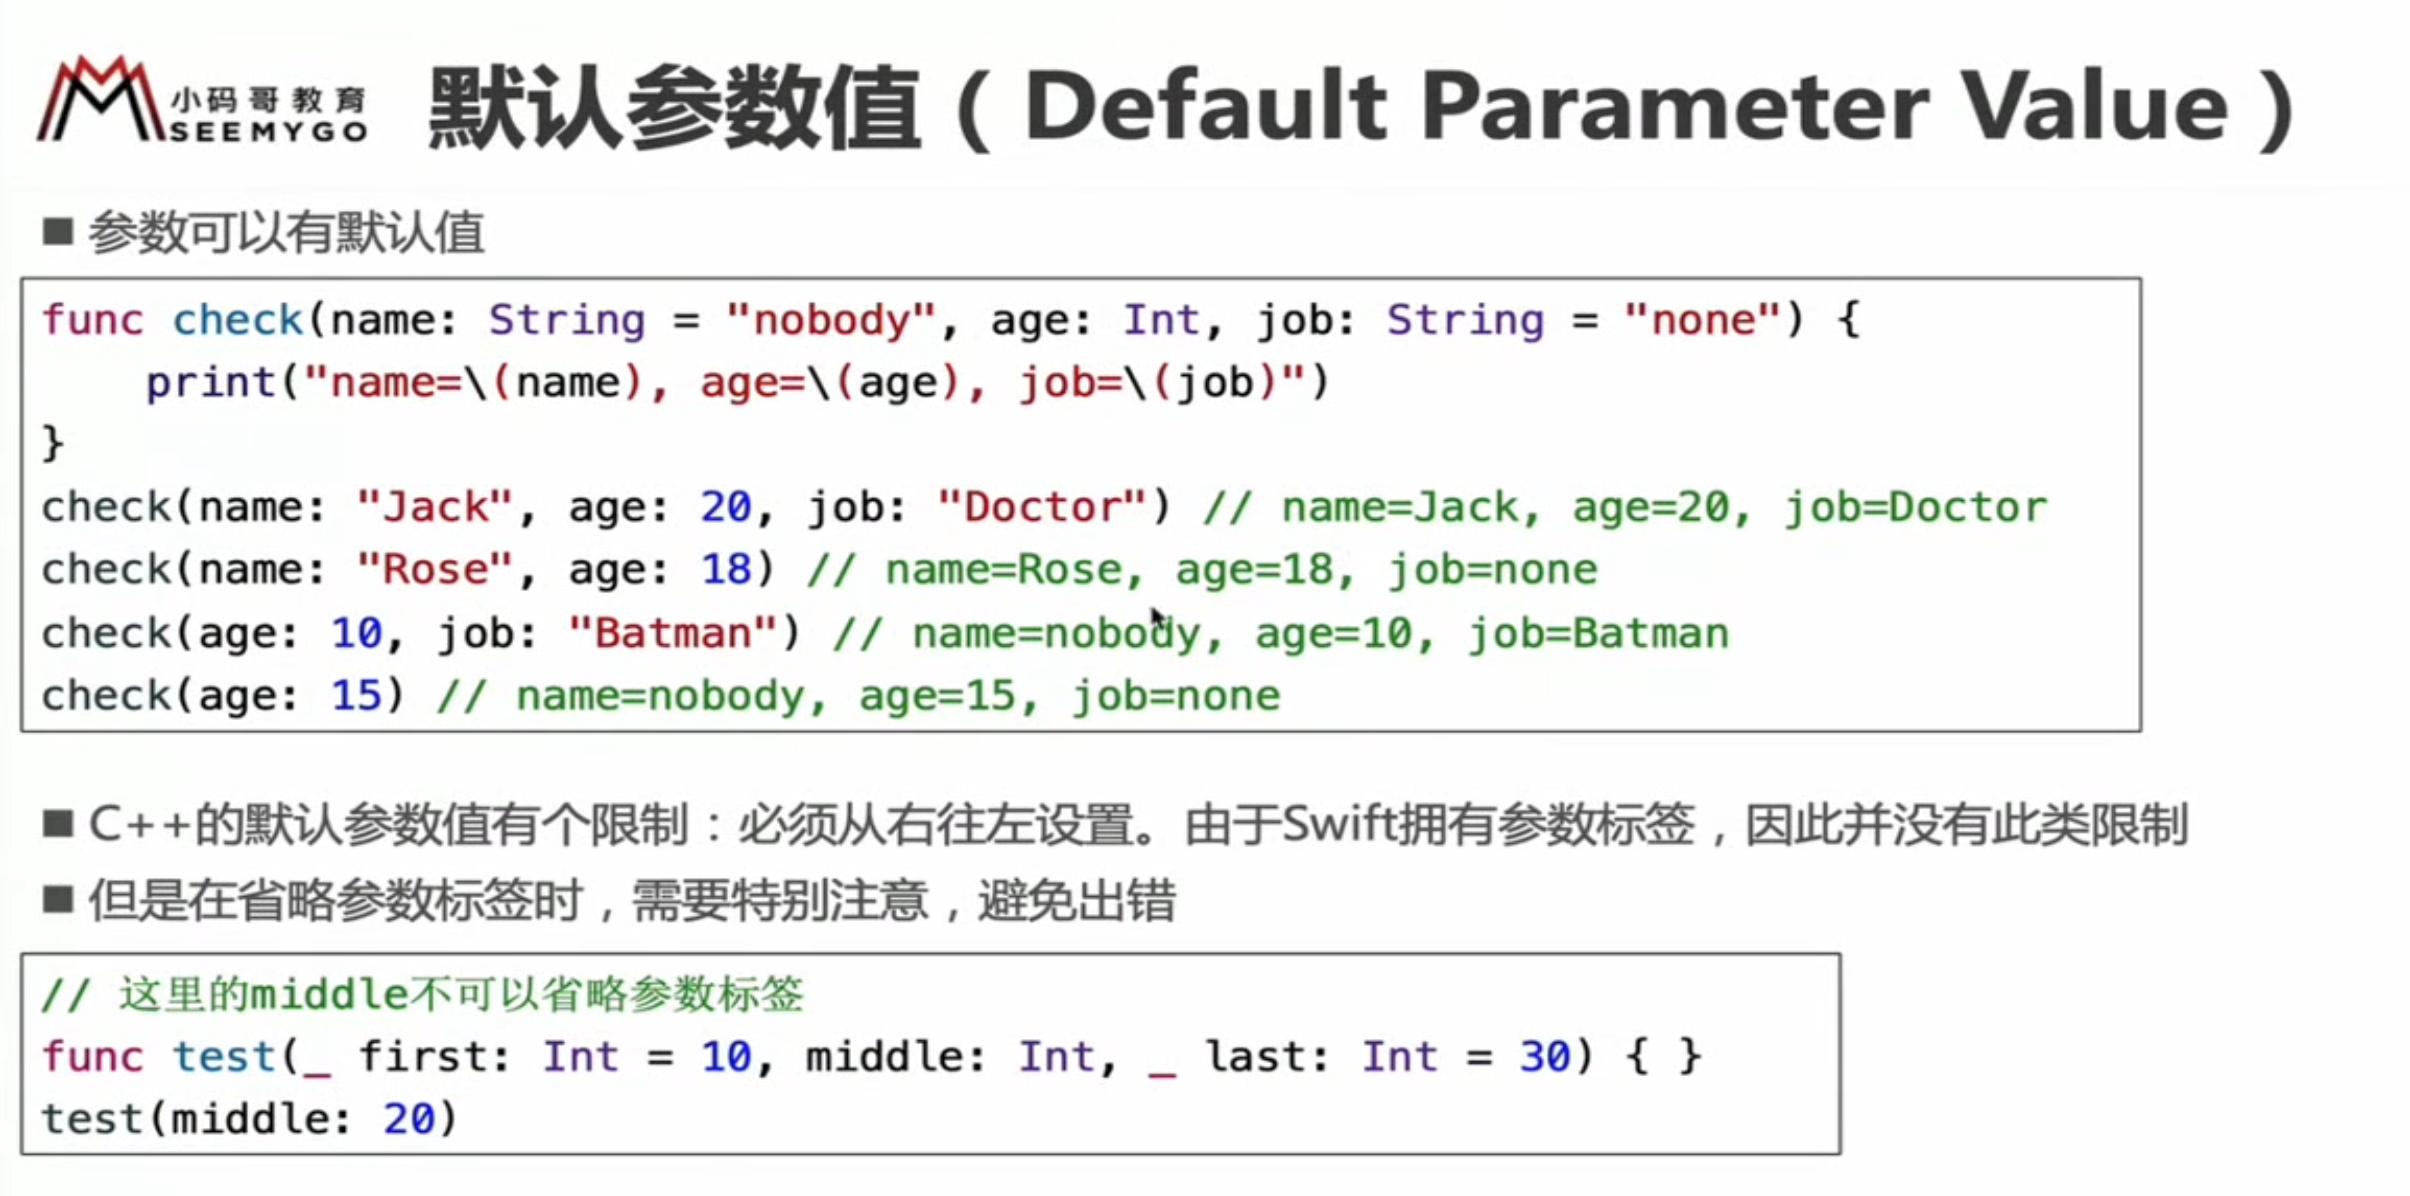 小码哥教育
SEEMYGO
默认参数值（Default Parameter Value）
■ 参数可以有默认值
func check(name: String = "nobody", age: Int, job: String = "none") {
    print("name=\(name), age=\(age), job=\(job)")
}
check(name: "Jack", age: 20, job: "Doctor") // name=Jack, age=20, job=Doctor
check(name: "Rose", age: 18) // name=Rose, age=18, job=none
check(age: 10, job: "Batman") // name=nobody, age=10, job=Batman
check(age: 15) // name=nobody, age=15, job=none
■ C++的默认参数值有个限制：必须从右往左设置。由于Swift拥有参数标签，因此并没有此类限制
■ 但是在省略参数标签时，需要特别注意，避免出错
// 这里的middle不可以省略参数标签
func test(_ first: Int = 10, middle: Int, _ last: Int = 30) { }
test(middle: 20)